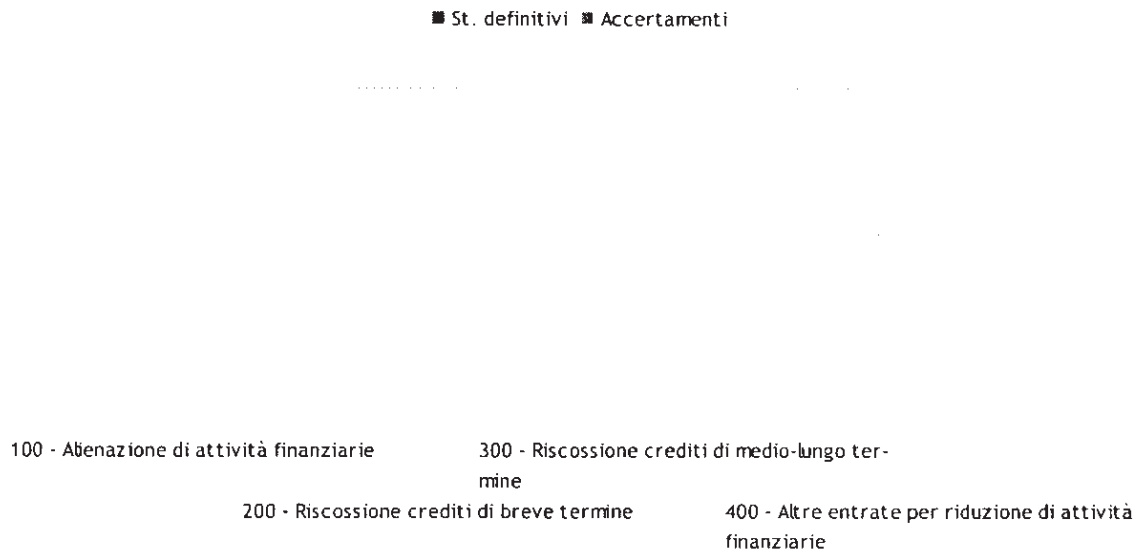 St. definitivi Accertamenti
100 - Alienazione di attività finanziarie
300 - Riscossione crediti di medio-lungo ter-
mine
200 - Riscossione crediti di breve termine
400 - Altre entrate per riduzione di attività
finanziarie